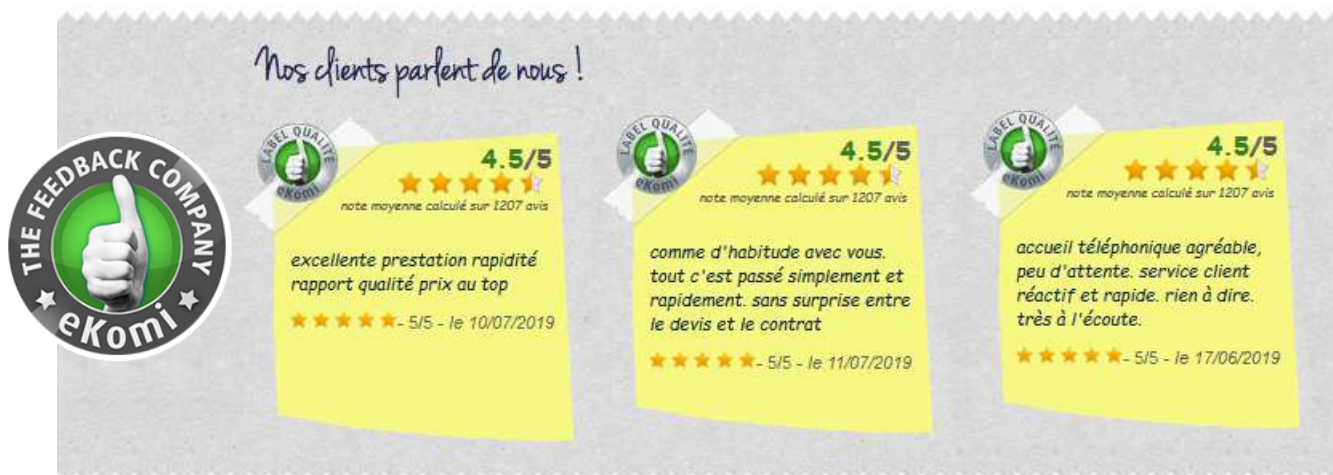 Nos clients parlent de nous !
THE FEEDBACK COMPANY
eKomi
LABEL QUALITÉ
eKomi
4.5/5
note moyenne calculé sur 1207 avis
excellente prestation rapidité
rapport qualité prix au top
- 5/5 - le 10/07/2019
LABEL QUALITÉ
eKomi
4.5/5
note moyenne calculé sur 1207 avis
comme d'habitude avec vous.
tout c'est passé simplement et
rapidement. sans surprise entre
le devis et le contrat
- 5/5 - le 11/07/2019
LABEL QUALITÉ
eKomi
4.5/5
note moyenne calculé sur 1207 avis
accueil téléphonique agréable,
peu d'attente. service client
réactif et rapide. rien à dire.
très à l'écoute.
- 5/5 - le 17/06/2019